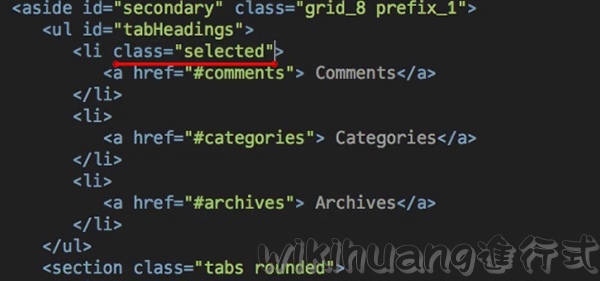 <aside id="secondary" class="grid_8 prefix_1">
<ul id="tabHeadings">
<li class="selected">
<a href="#comments"> Comments</a>
</li>
<li>
<a href="#categories"> Categories</a>
</li>
<li>
<a href="#archives"> Archives</a>
</li>
</ul>
<section class="tabs rounded">
wikihuang進行式